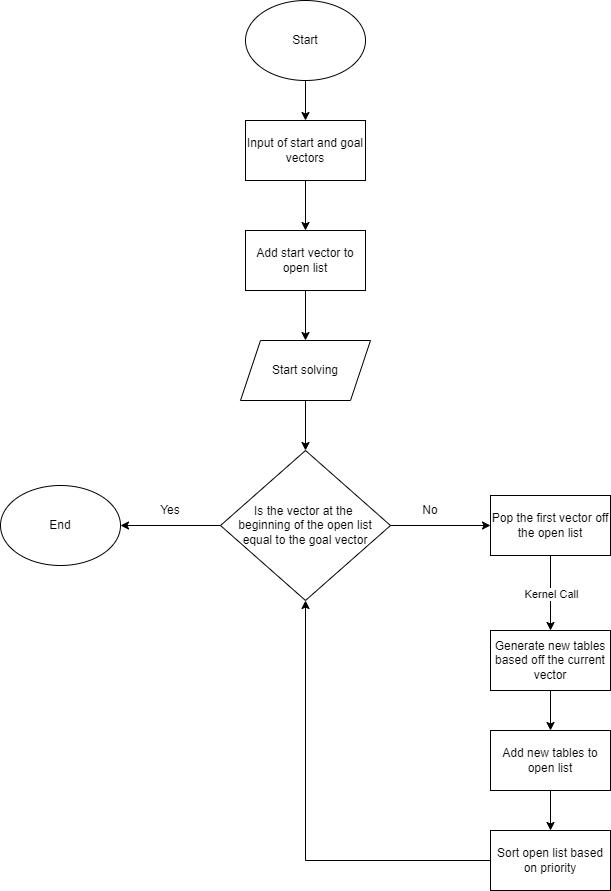 Start
Input of start and goal
vectors
Add start vector to
open list
Start solving
Is the vector at the
beginning of the open list
equal to the goal vector
Yes
End
No
Pop the first vector off
the open list
Kernel Call
Generate new tables
based off the current
vector
Add new tables to
open list
Sort open list based
on priority